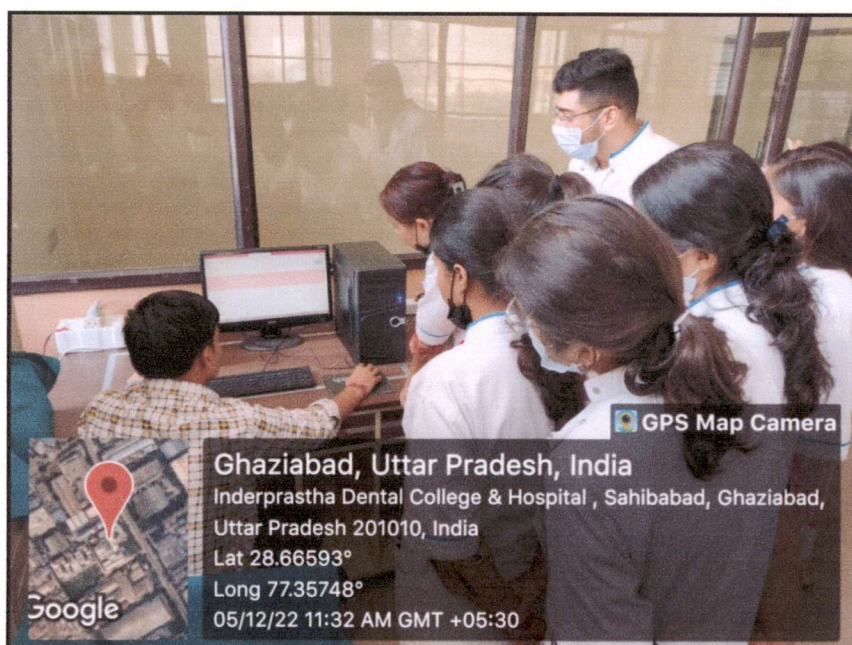 GPS Map Camera
Ghaziabad, Uttar Pradesh, India
Inderprastha Dental College & Hospital , Sahibabad, Ghaziabad,
Uttar Pradesh 201010, India
Lat 28.66593°
Long 77.35748°
05/12/22 11:32 AM GMT +05:30
Google